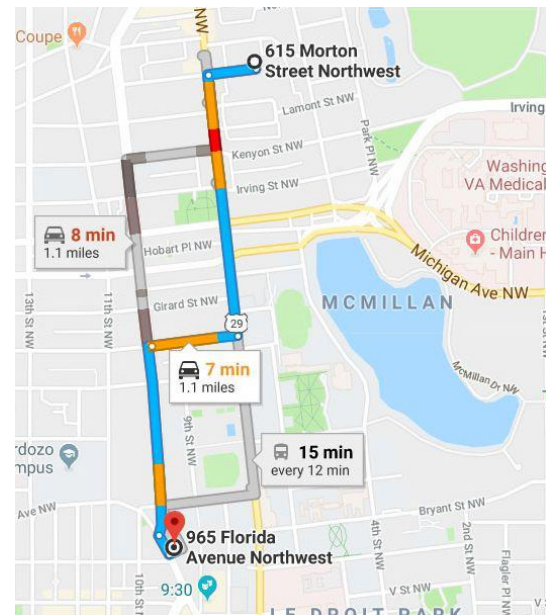 Coupe
615 Morton
Street Northwest
Lamont St NW
Park Pl NW
Irving
Kenyon St NW
Irving St NW
Washing
VA Medical
8 min
1.1 miles
Hobart Pl NW
Children
- Main H
Michigan Ave NW
13th St NW
11th St NW
Girard St NW
MCMILLAN
29
7 min
1.1 miles
McMillan Dr NW
9th St NW
15 min
every 12 min
rdozo
mpus
Ave NW
Bryant St NW
965 Florida
Avenue Northwest
10th St
4th St NW
2nd St NW
Flagler Pl NW
9:30
V St NW
LE DROIT PARK